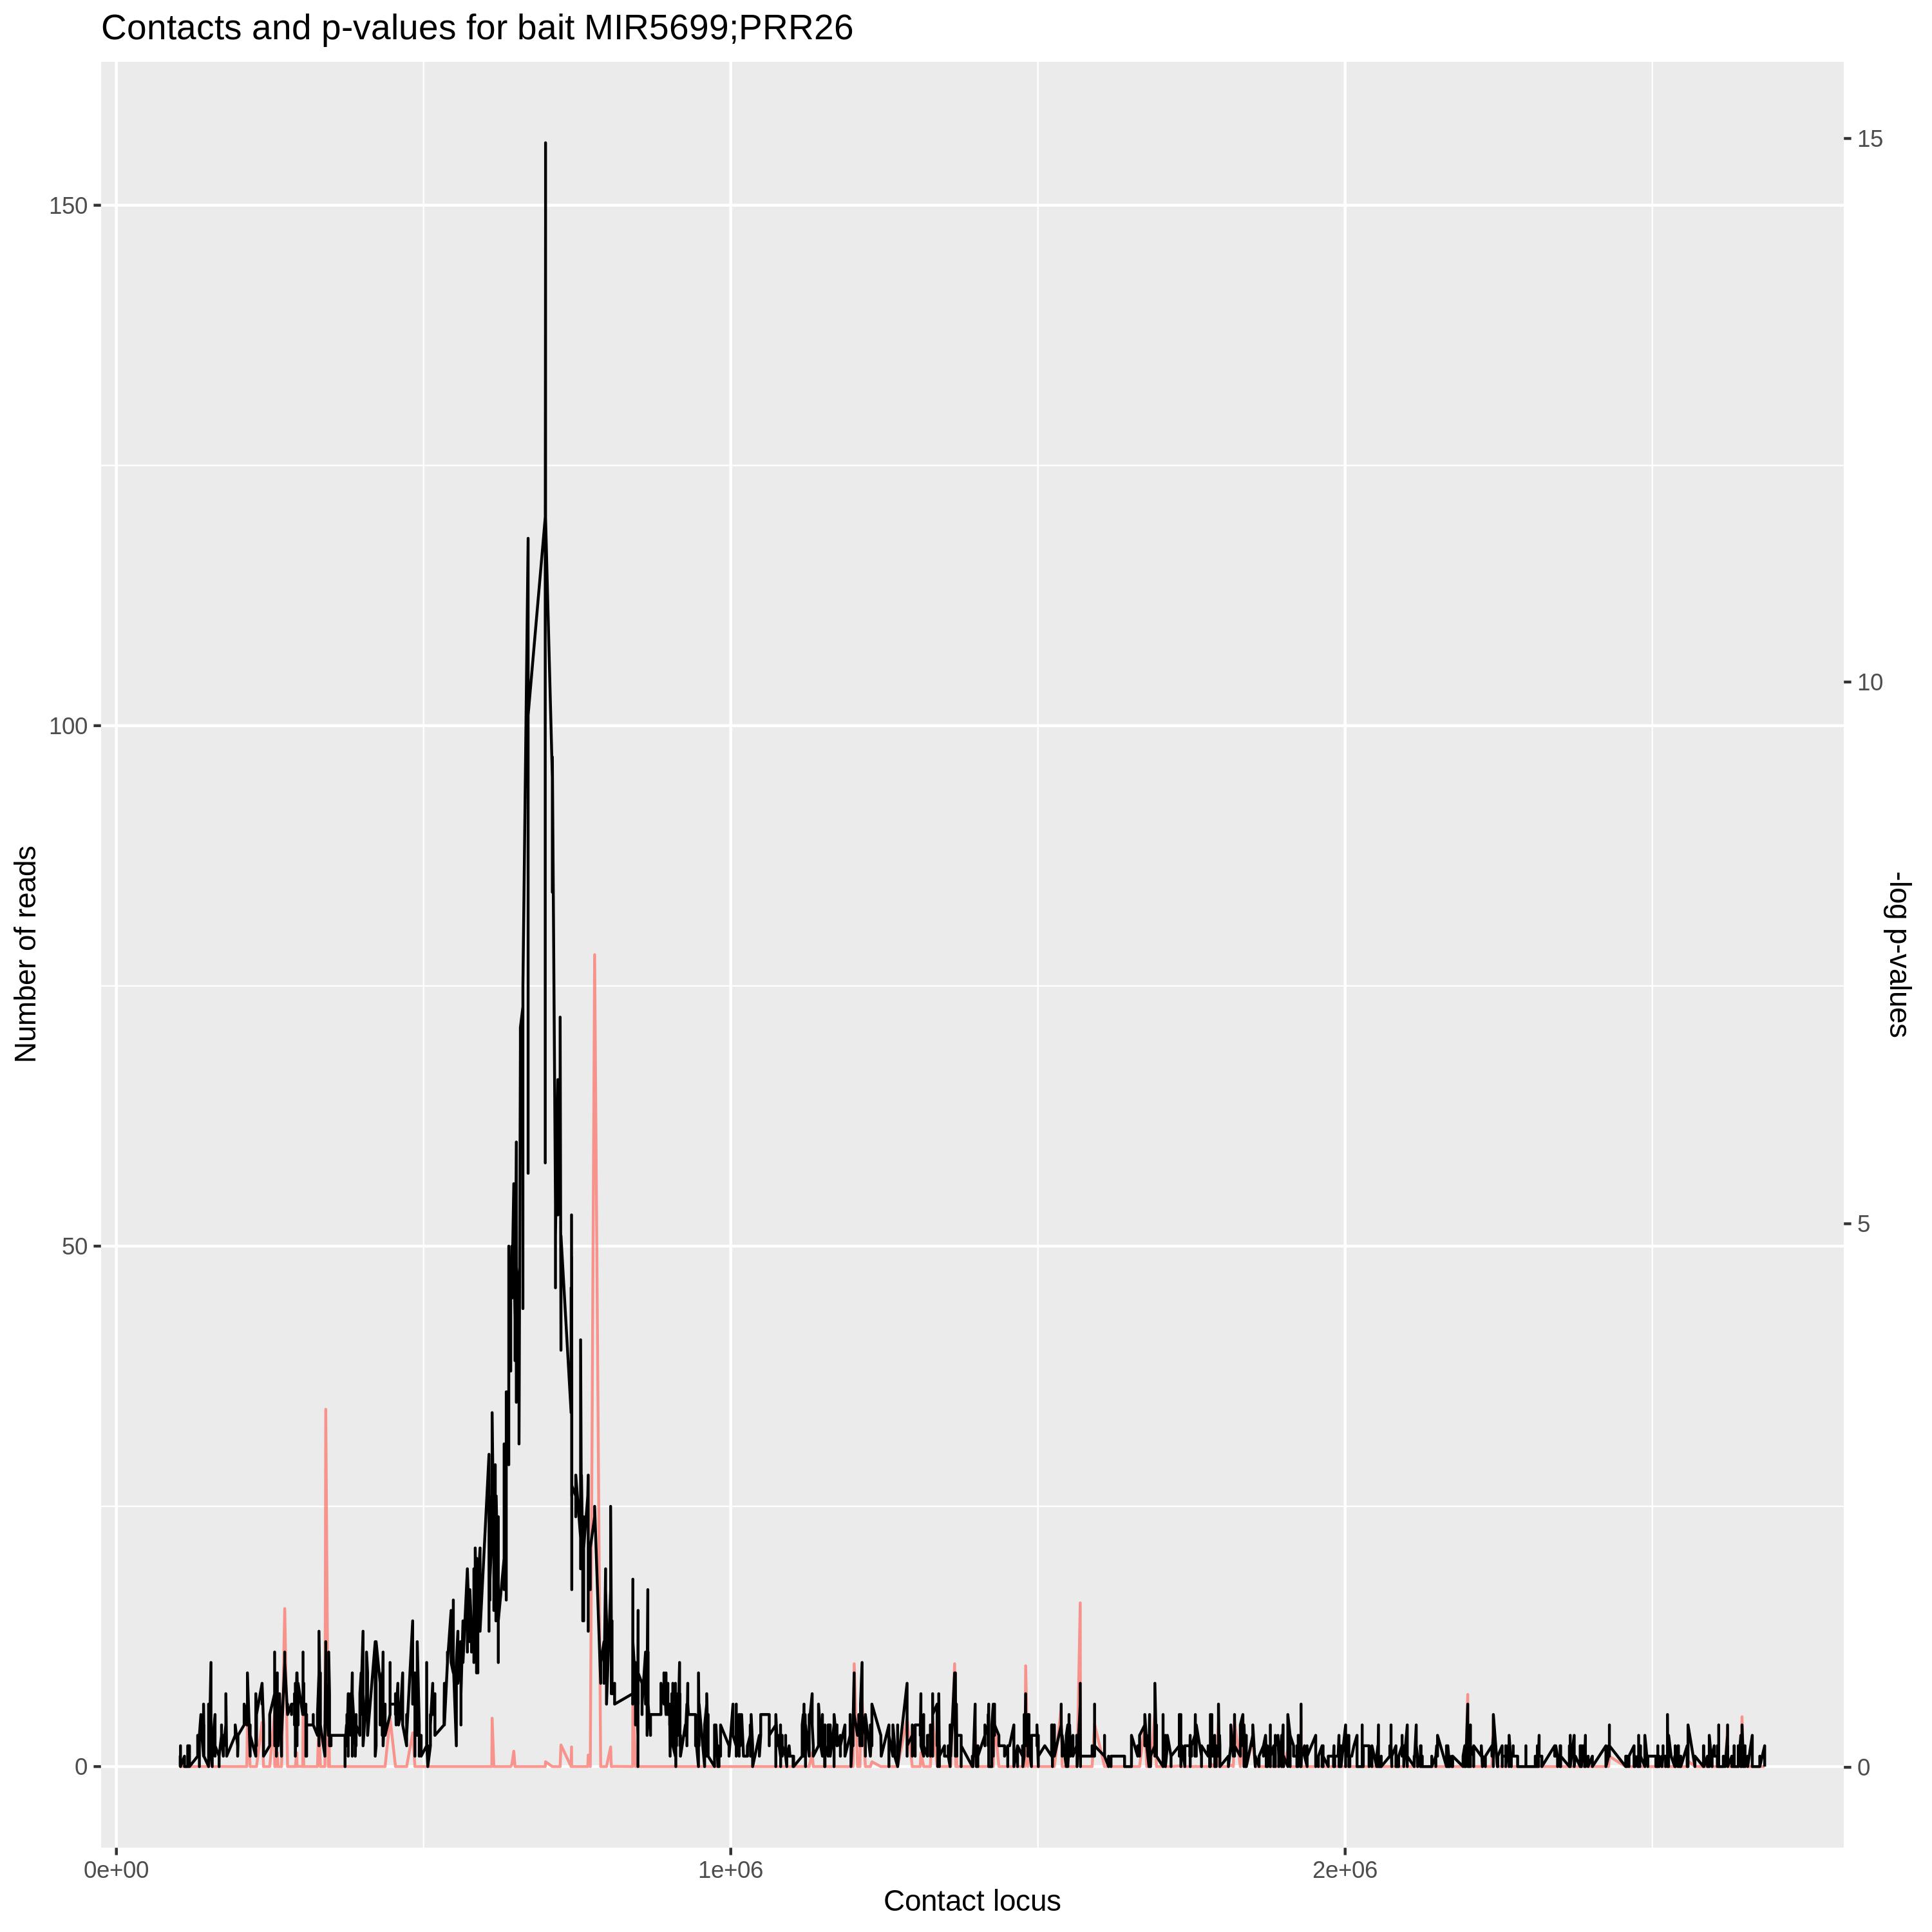 Contacts and p-values for bait MIR5699;PRR26
150
100
50
0
Number of reads
15
10
5
0
-log p-values
0e+00
1e+06
2e+06
Contact locus